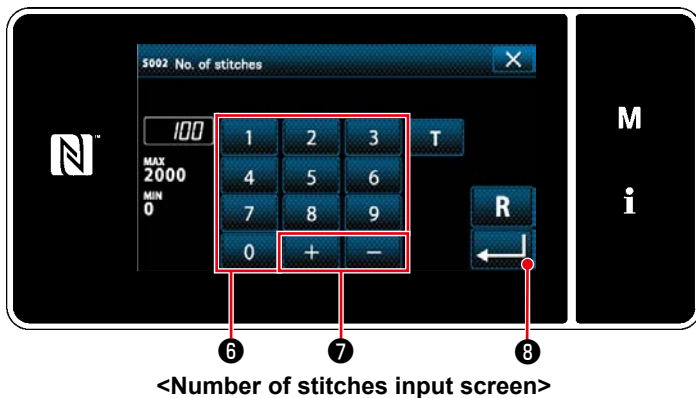 S002 No. of stitches ×
100
MAX
2000
MIN
0
1 2 3 T
4 5 6
7 8 9 R
0 + −
M
i
N™
❻ ❼ ❽
<Number of stitches input screen>